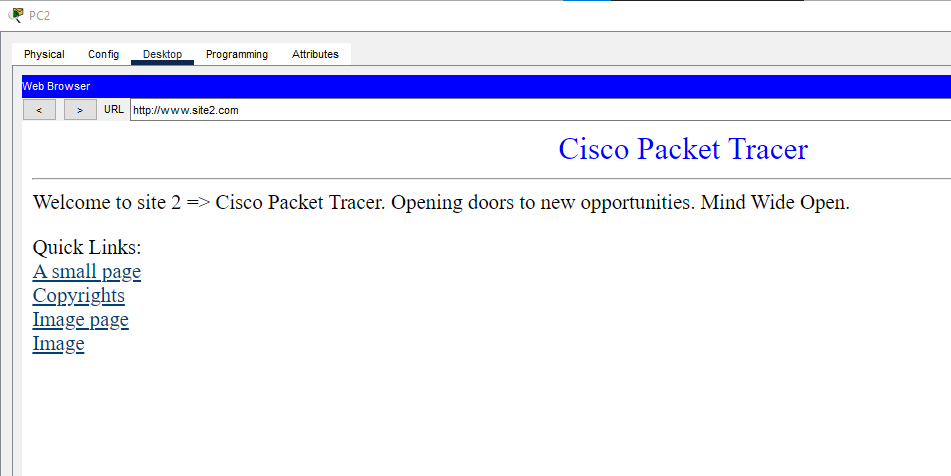 PC2
Physical Config Desktop Programming Attributes
Web Browser
< > URL http://www.site2.com
Cisco Packet Tracer
Welcome to site 2 => Cisco Packet Tracer. Opening doors to new opportunities. Mind Wide Open.
Quick Links:
A small page
Copyrights
Image page
Image